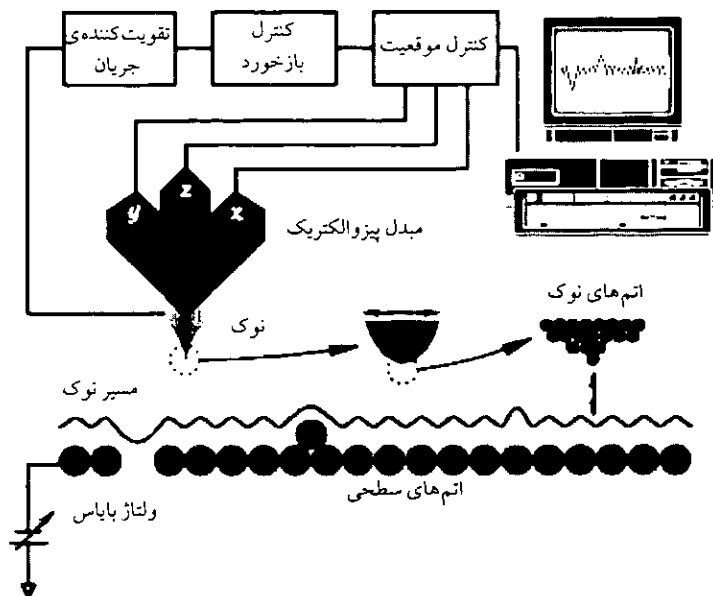 تقویت‌کننده‌ی
جریان
کنترل
بازخورد
کنترل موقعیت
y
z
x
مبدل پیزوالکتریک
نوک
اتم‌های نوک
مسیر نوک
اتم‌های سطحی
ولتاژ بایاس